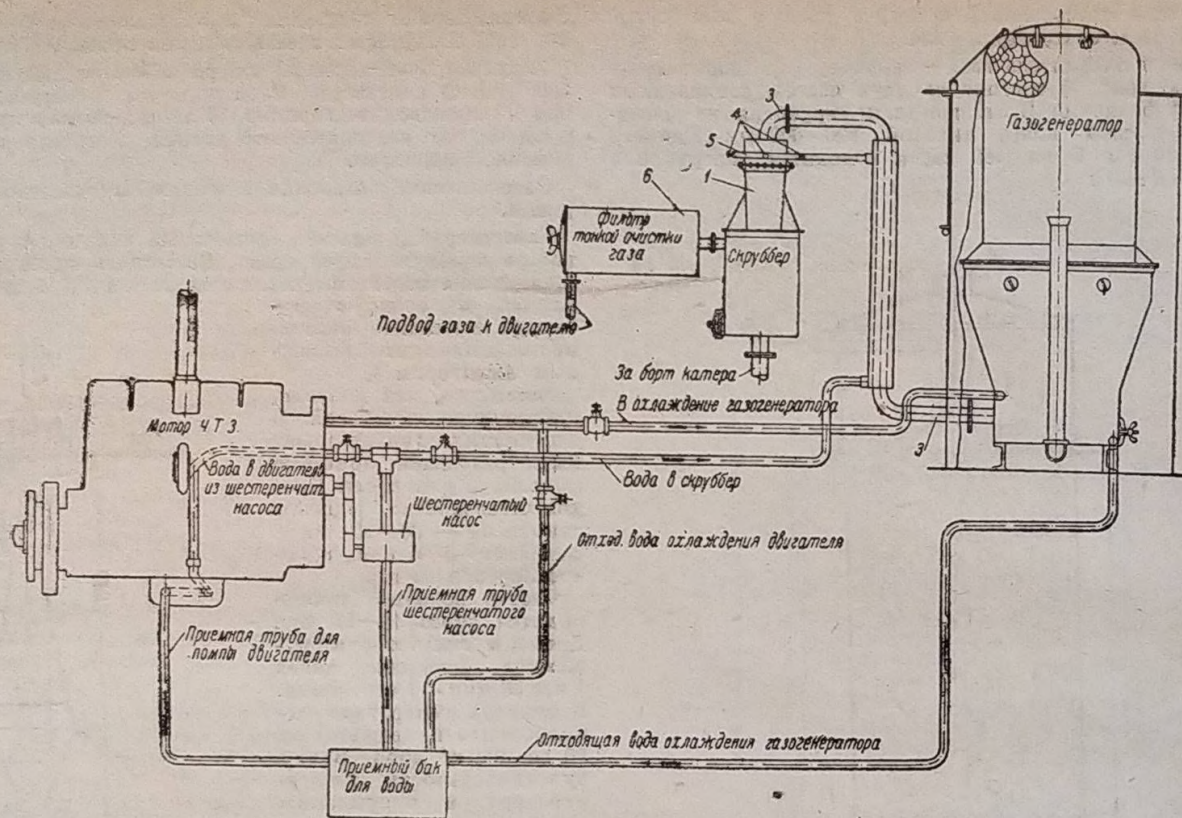 Газогенератор
3
4
5
1
6
Фильтр
тонкой очистки
газа
Скруббер
Подвод газа к двигателю
За борт катера
В охлаждение газогенератора
3
Мотор Ч.Т.З.
Вода в двигатель
из шестеренчат.
насоса
Вода в скруббер
Шестеренчатый
насос
Отход. вода охлаждения двигателя
Приемная труба
шестеренчатого
насоса
Приемная труба для
помпы двигателя
Отходящая вода охлаждения газогенератора
Приемный бак
для воды